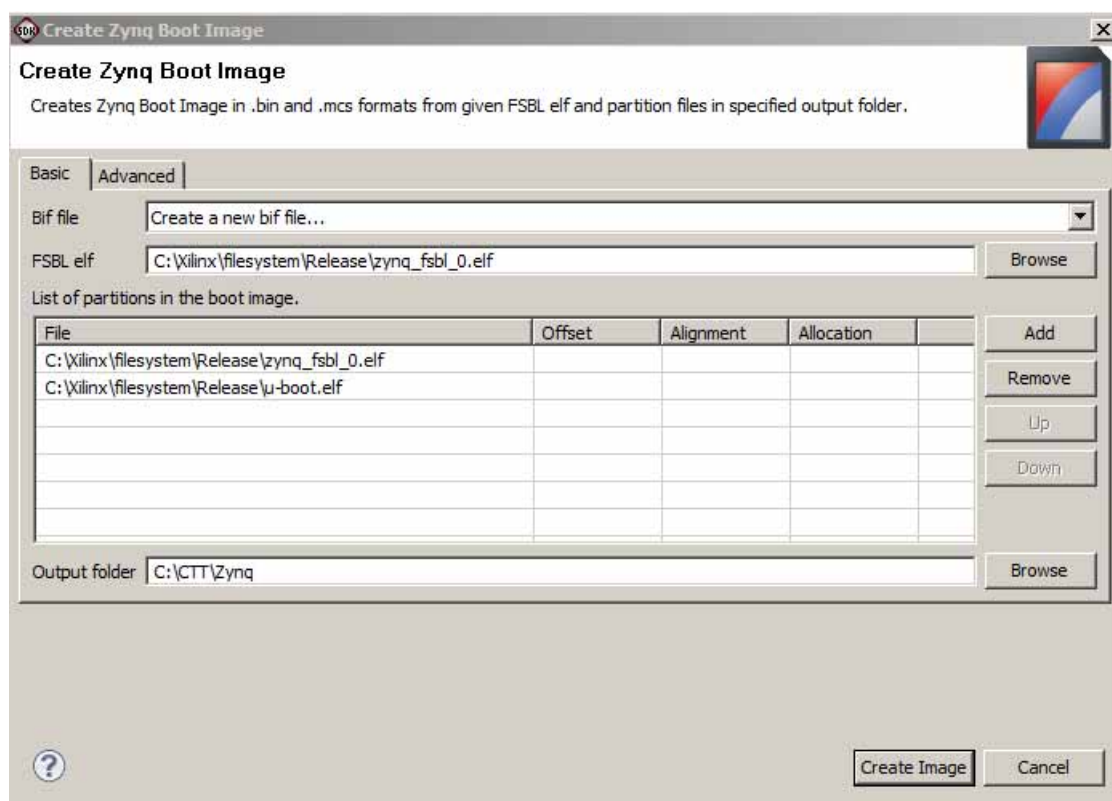 SDK Create Zynq Boot Image
Create Zynq Boot Image
Creates Zynq Boot Image in .bin and .mcs formats from given FSBL elf and partition files in specified output folder.
Basic Advanced
Bif file Create a new bif file...
FSBL elf C:\Xilinx\filesystem\Release\zynq_fsbl_0.elf Browse
List of partitions in the boot image.
File Offset Alignment Allocation Add
C:\Xilinx\filesystem\Release\zynq_fsbl_0.elf
C:\Xilinx\filesystem\Release\µ-boot.elf Remove
Up
Down
Output folder C:\CTT\Zynq Browse
? Create Image Cancel